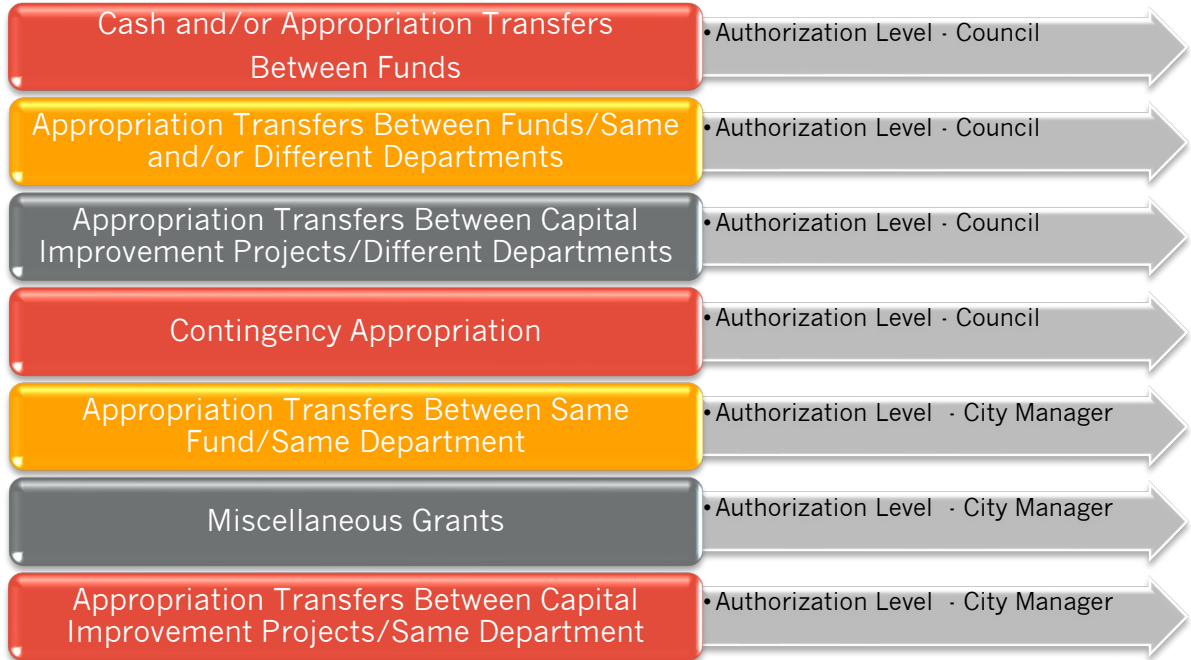 Cash and/or Appropriation Transfers
Between Funds
•Authorization Level - Council
Appropriation Transfers Between Funds/Same
and/or Different Departments
•Authorization Level - Council
Appropriation Transfers Between Capital
Improvement Projects/Different Departments
•Authorization Level - Council
Contingency Appropriation
•Authorization Level - Council
Appropriation Transfers Between Same
Fund/Same Department
•Authorization Level - City Manager
Miscellaneous Grants
•Authorization Level - City Manager
Appropriation Transfers Between Capital
Improvement Projects/Same Department
•Authorization Level - City Manager